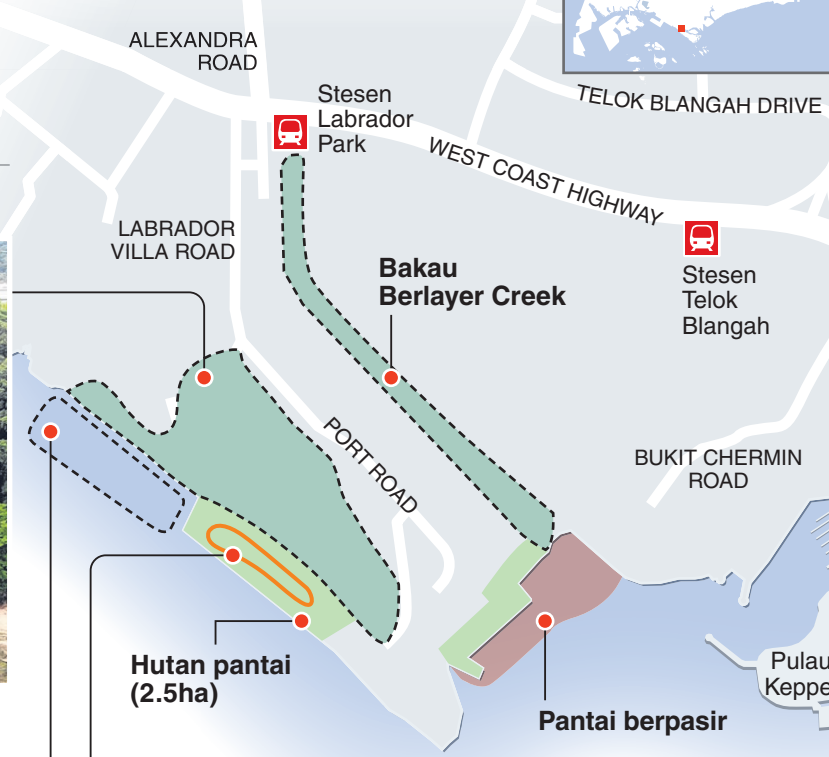 ALEXANDRA
ROAD
Stesen
Labrador
Park
TELOK BLANGAH DRIVE
WEST COAST HIGHWAY
LABRADOR
VILLA ROAD
Bakau
Berlayer Creek
Stesen
Telok
Blangah
PORT ROAD
BUKIT CHERMIN
ROAD
Hutan pantai
(2.5ha)
Pulau
Keppe
Pantai berpasir